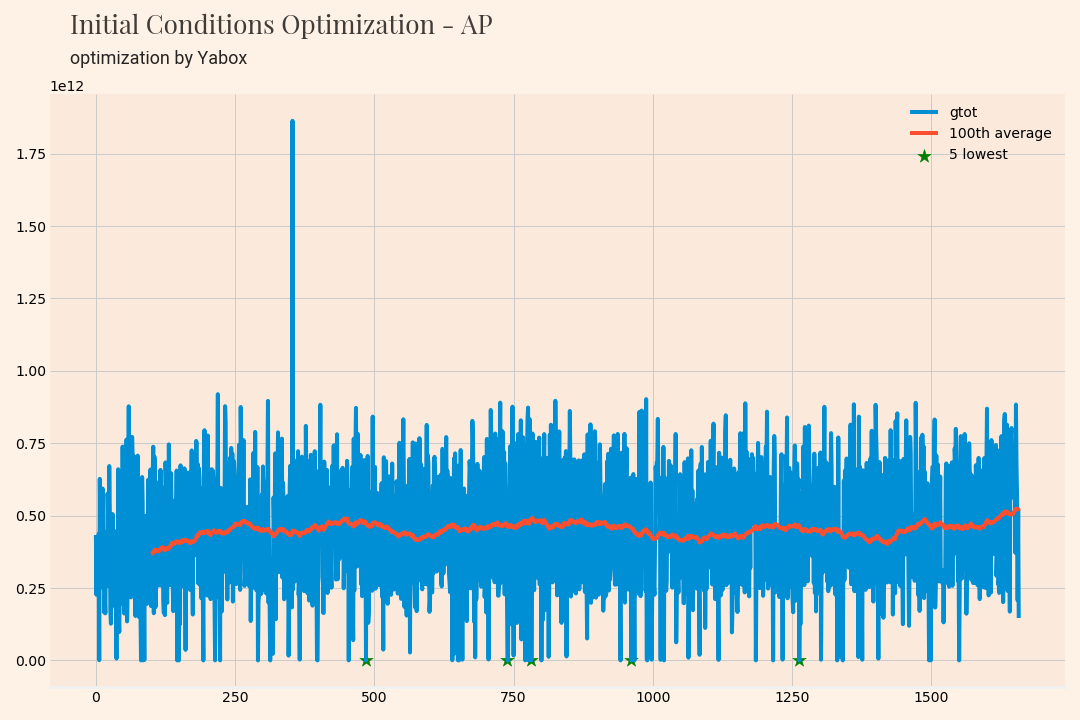 Initial Conditions Optimization - AP
optimization by Yabox
1e12
gtot
100th average
5 lowest
1.75
1.50
1.25
1.00
0.75
0.50
0.25
0.00
0 250 500 750 1000 1250 1500